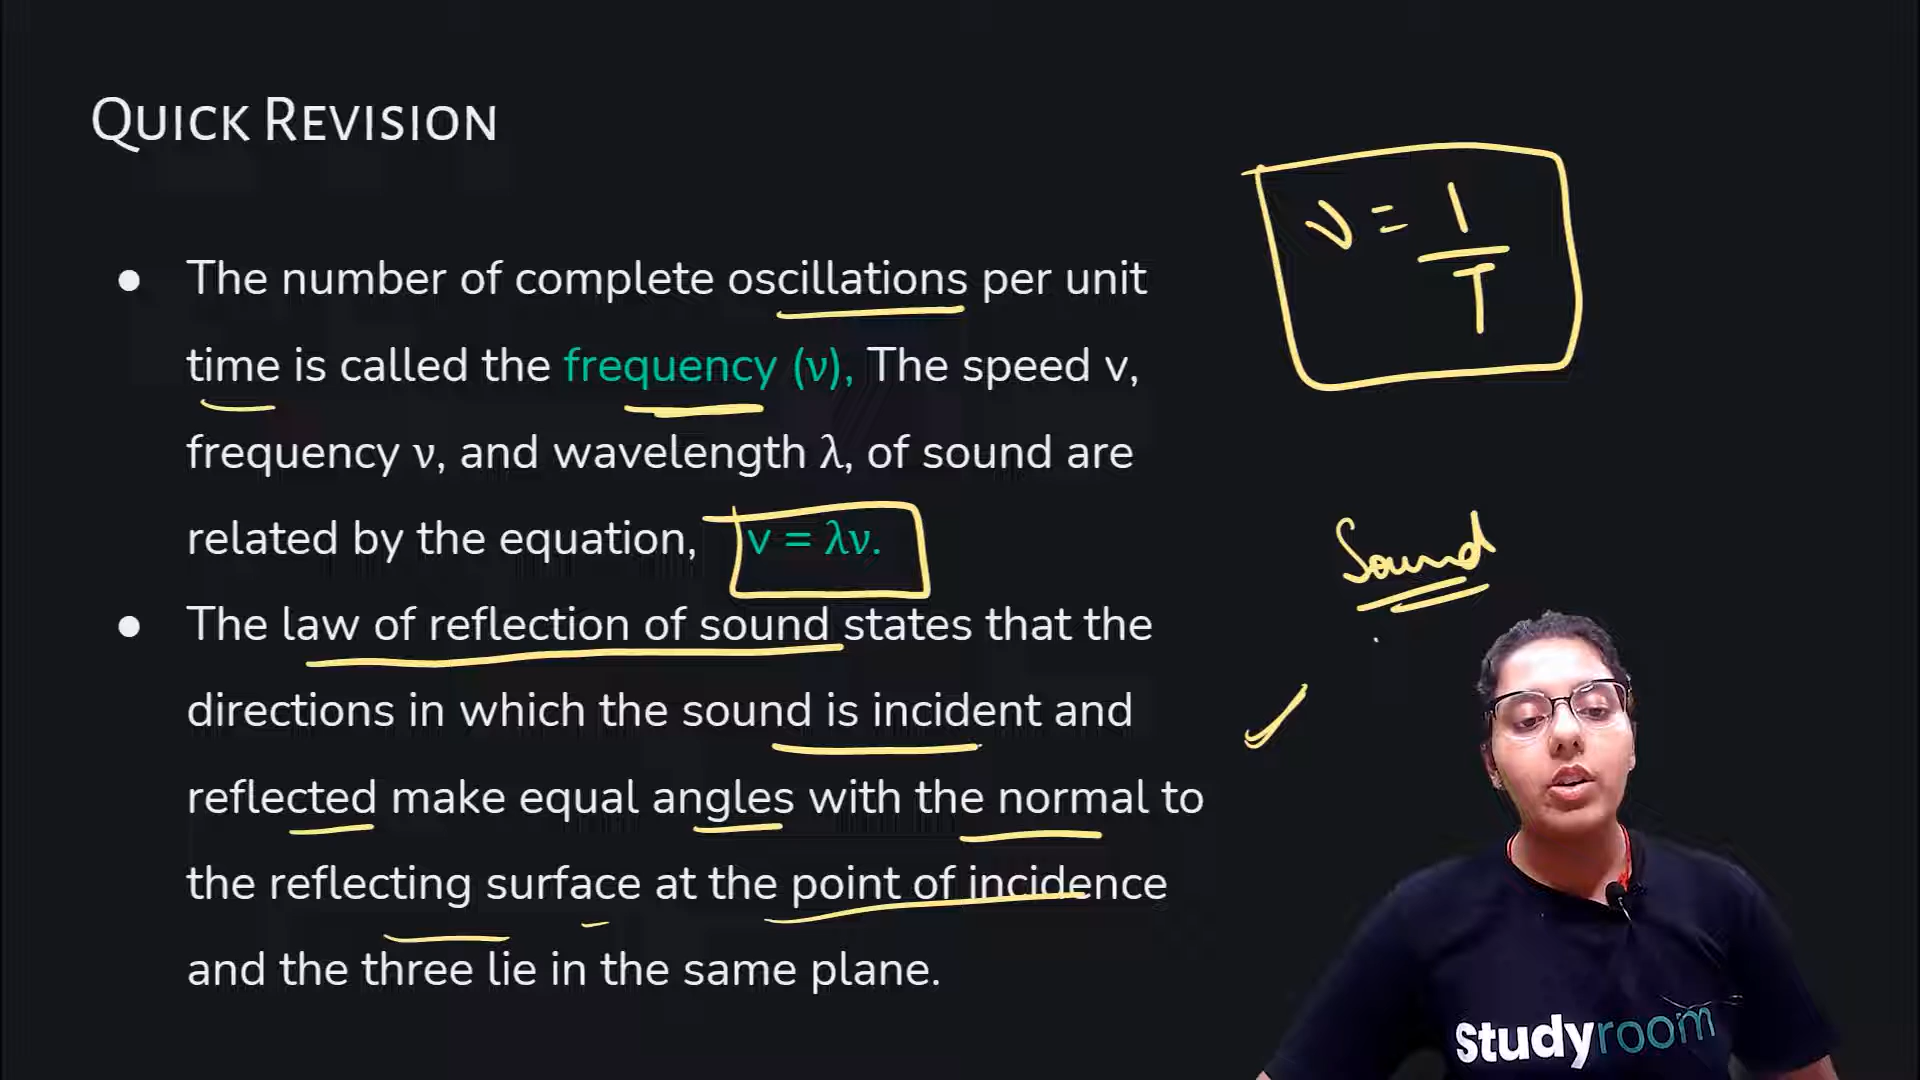 QUICK REVISION
● The number of complete oscillations per unit
time is called the frequency (ν), The speed v,
frequency ν, and wavelength λ, of sound are
related by the equation, v = λν.
● The law of reflection of sound states that the
directions in which the sound is incident and
reflected make equal angles with the normal to
the reflecting surface at the point of incidence
and the three lie in the same plane.
ν = 1
T
Sound
Studyroom